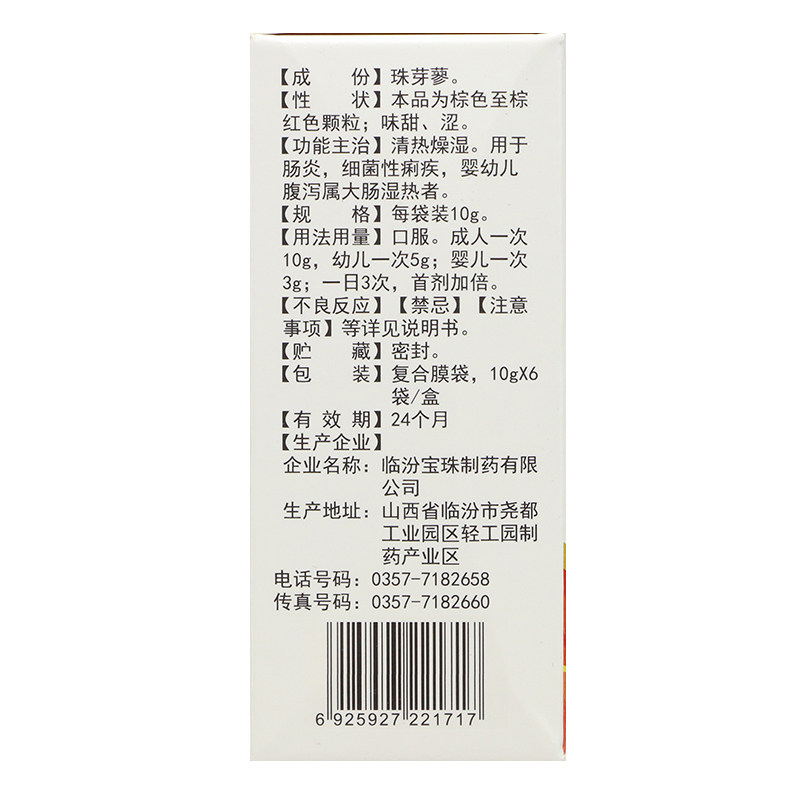 【成　份】珠芽蓼。
【性　状】本品为棕色至棕
红色颗粒；味甜、涩。
【功能主治】清热燥湿。用于
肠炎，细菌性痢疾，婴幼儿
腹泻属大肠湿热者。
【规　格】每袋装10g。
【用法用量】口服。成人一次
10g，幼儿一次5g；婴儿一次
3g；一日3次，首剂加倍。
【不良反应】【禁忌】【注意
事项】等详见说明书。
【贮　藏】密封。
【包　装】复合膜袋，10gX6
袋/盒
【有 效 期】24个月
【生产企业】
企业名称：临汾宝珠制药有限
公司
生产地址：山西省临汾市尧都
工业园区轻工园制
药产业区
电话号码：0357-7182658
传真号码：0357-7182660
6 925927 221717